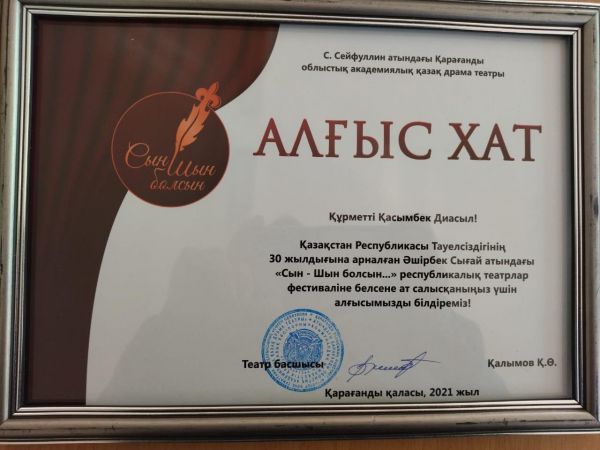 С. Сейфуллин атындағы Қарағанды
облыстық академиялық қазақ драма театры
Сын
Шын
болсын
АЛҒЫС ХАТ
Құрметті Қасымбек Диасыл!
Қазақстан Республикасы Тәуелсіздігінің
30 жылдығына арналған Әшірбек Сығай атындағы
«Сын - Шын болсын...» республикалық театрлар
фестиваліне белсене ат салысқаныңыз үшін
алғысымызды білдіреміз!
Театр басшысы
Қалымов Қ.Ө.
Қарағанды қаласы, 2021 жыл